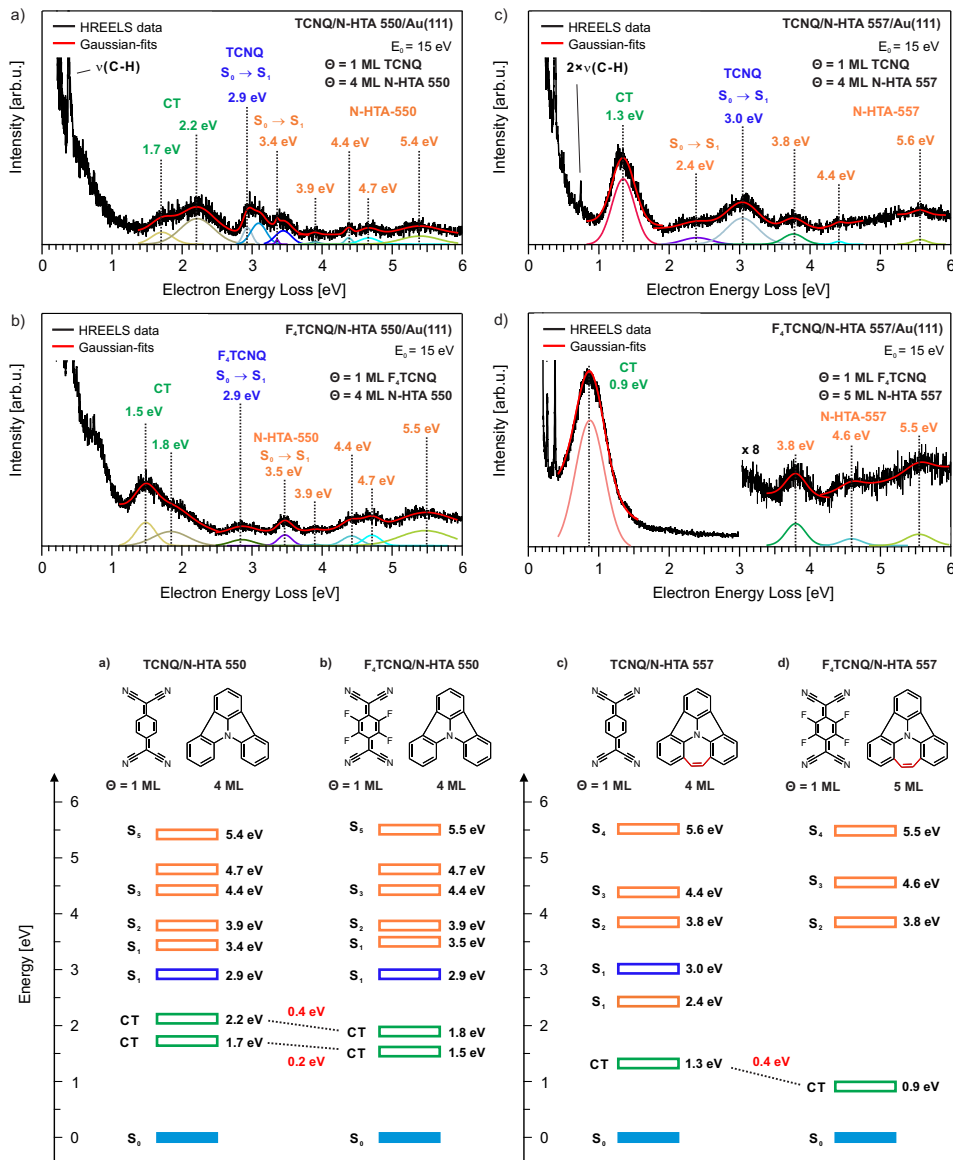 a)
TCNQ/N-HTA 550/Au(111)
HREELS data
Gaussian-fits
E₀ = 15 eV
Θ = 1 ML TCNQ
Θ = 4 ML N-HTA 550
ν(C-H)
TCNQ
S₀ → S₁
2.9 eV
CT
2.2 eV
1.7 eV
S₀ → S₁
3.4 eV
N-HTA-550
4.4 eV
5.4 eV
3.9 eV
4.7 eV
Intensity [arb.u.]
0 1 2 3 4 5 6
Electron Energy Loss [eV]
c)
TCNQ/N-HTA 557/Au(111)
HREELS data
Gaussian-fits
E₀ = 15 eV
Θ = 1 ML TCNQ
Θ = 4 ML N-HTA 557
2×ν(C-H)
CT
1.3 eV
TCNQ
S₀ → S₁
3.0 eV
S₀ → S₁
2.4 eV
N-HTA-557
3.8 eV
4.4 eV
5.6 eV
Intensity [arb.u.]
0 1 2 3 4 5 6
Electron Energy Loss [eV]
b)
F₄TCNQ/N-HTA 550/Au(111)
HREELS data
Gaussian-fits
E₀ = 15 eV
Θ = 1 ML F₄TCNQ
Θ = 4 ML N-HTA 550
F₄TCNQ
S₀ → S₁
2.9 eV
CT
1.5 eV
1.8 eV
N-HTA-550
S₀ → S₁
3.5 eV
3.9 eV
4.4 eV
4.7 eV
5.5 eV
Intensity [arb.u.]
0 1 2 3 4 5 6
Electron Energy Loss [eV]
d)
F₄TCNQ/N-HTA 557/Au(111)
HREELS data
Gaussian-fits
E₀ = 15 eV
Θ = 1 ML F₄TCNQ
Θ = 5 ML N-HTA 557
CT
0.9 eV
N-HTA-557
x 8
3.8 eV
4.6 eV
5.5 eV
Intensity [arb.u.]
0 1 2 3 4 5 6
Electron Energy Loss [eV]
a) TCNQ/N-HTA 550
N N
N
N N
Θ = 1 ML 4 ML
b) F₄TCNQ/N-HTA 550
N N
F F
N
F F
N N
Θ = 1 ML 4 ML
c) TCNQ/N-HTA 557
N N
N
N N
Θ = 1 ML 4 ML
d) F₄TCNQ/N-HTA 557
N N
F F
N
F F
N N
Θ = 1 ML 5 ML
Energy [eV]
6
5
4
3
2
1
0
S₅ 5.4 eV
4.7 eV
S₃ 4.4 eV
S₂ 3.9 eV
S₁ 3.4 eV
S₁ 2.9 eV
CT 2.2 eV
CT 1.7 eV
S₀
0.4 eV
0.2 eV
S₅ 5.5 eV
4.7 eV
S₃ 4.4 eV
S₂ 3.9 eV
S₁ 3.5 eV
S₁ 2.9 eV
CT 1.8 eV
CT 1.5 eV
S₀
6
5
4
3
2
1
0
S₄ 5.6 eV
S₃ 4.4 eV
S₂ 3.8 eV
S₁ 3.0 eV
S₁ 2.4 eV
CT 1.3 eV
S₀
0.4 eV
S₄ 5.5 eV
S₃ 4.6 eV
S₂ 3.8 eV
CT 0.9 eV
S₀